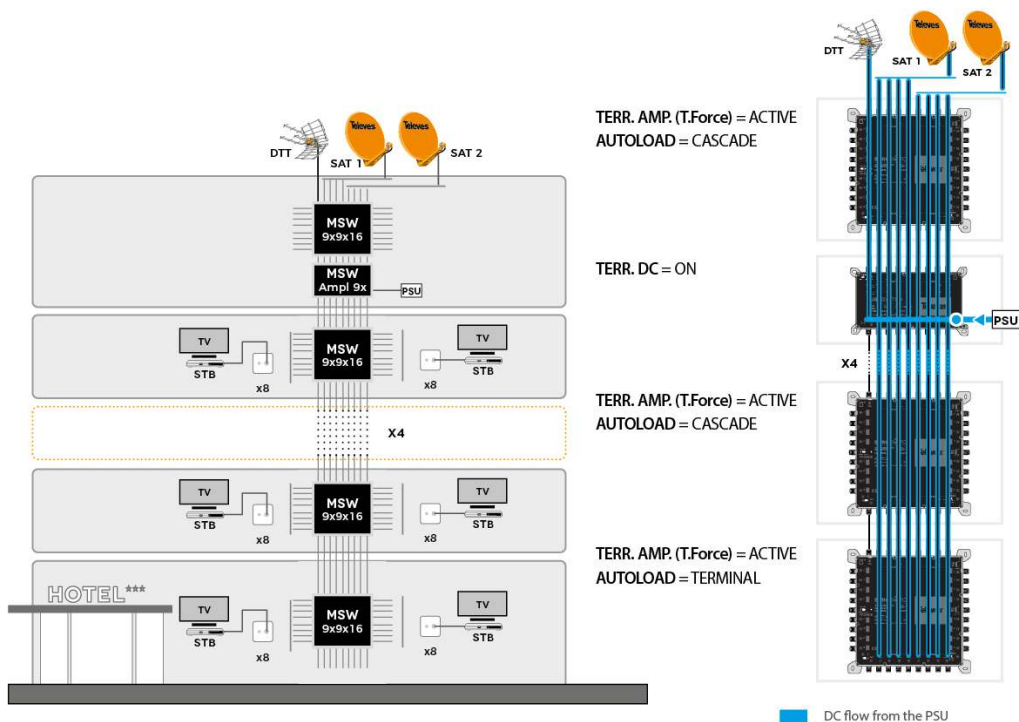 Televes
Televes
DTT
SAT 1
SAT 2
MSW
9x9x16
MSW
Ampl 9x
PSU
TV
STB
x8
MSW
9x9x16
TV
STB
x8
X4
TV
STB
x8
MSW
9x9x16
TV
STB
x8
HOTEL***
TV
STB
x8
MSW
9x9x16
TV
STB
x8
Televes
Televes
DTT
SAT 1
SAT 2
TERR. AMP. (T.Force) = ACTIVE
AUTOLOAD = CASCADE
TERR. DC = ON
PSU
X4
TERR. AMP. (T.Force) = ACTIVE
AUTOLOAD = CASCADE
TERR. AMP. (T.Force) = ACTIVE
AUTOLOAD = TERMINAL
DC flow from the PSU